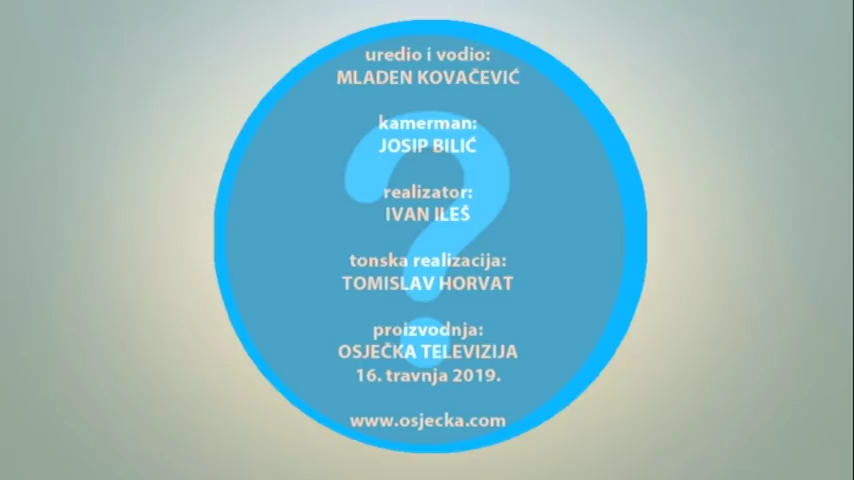 uredio i vodio:
MLADEN KOVAČEVIĆ
kamerman:
JOSIP BILIĆ
realizator:
IVAN ILEŠ
tonska realizacija:
TOMISLAV HORVAT
proizvodnja:
OSJEČKA TELEVIZIJA
16. travnja 2019.
www.osjecka.com